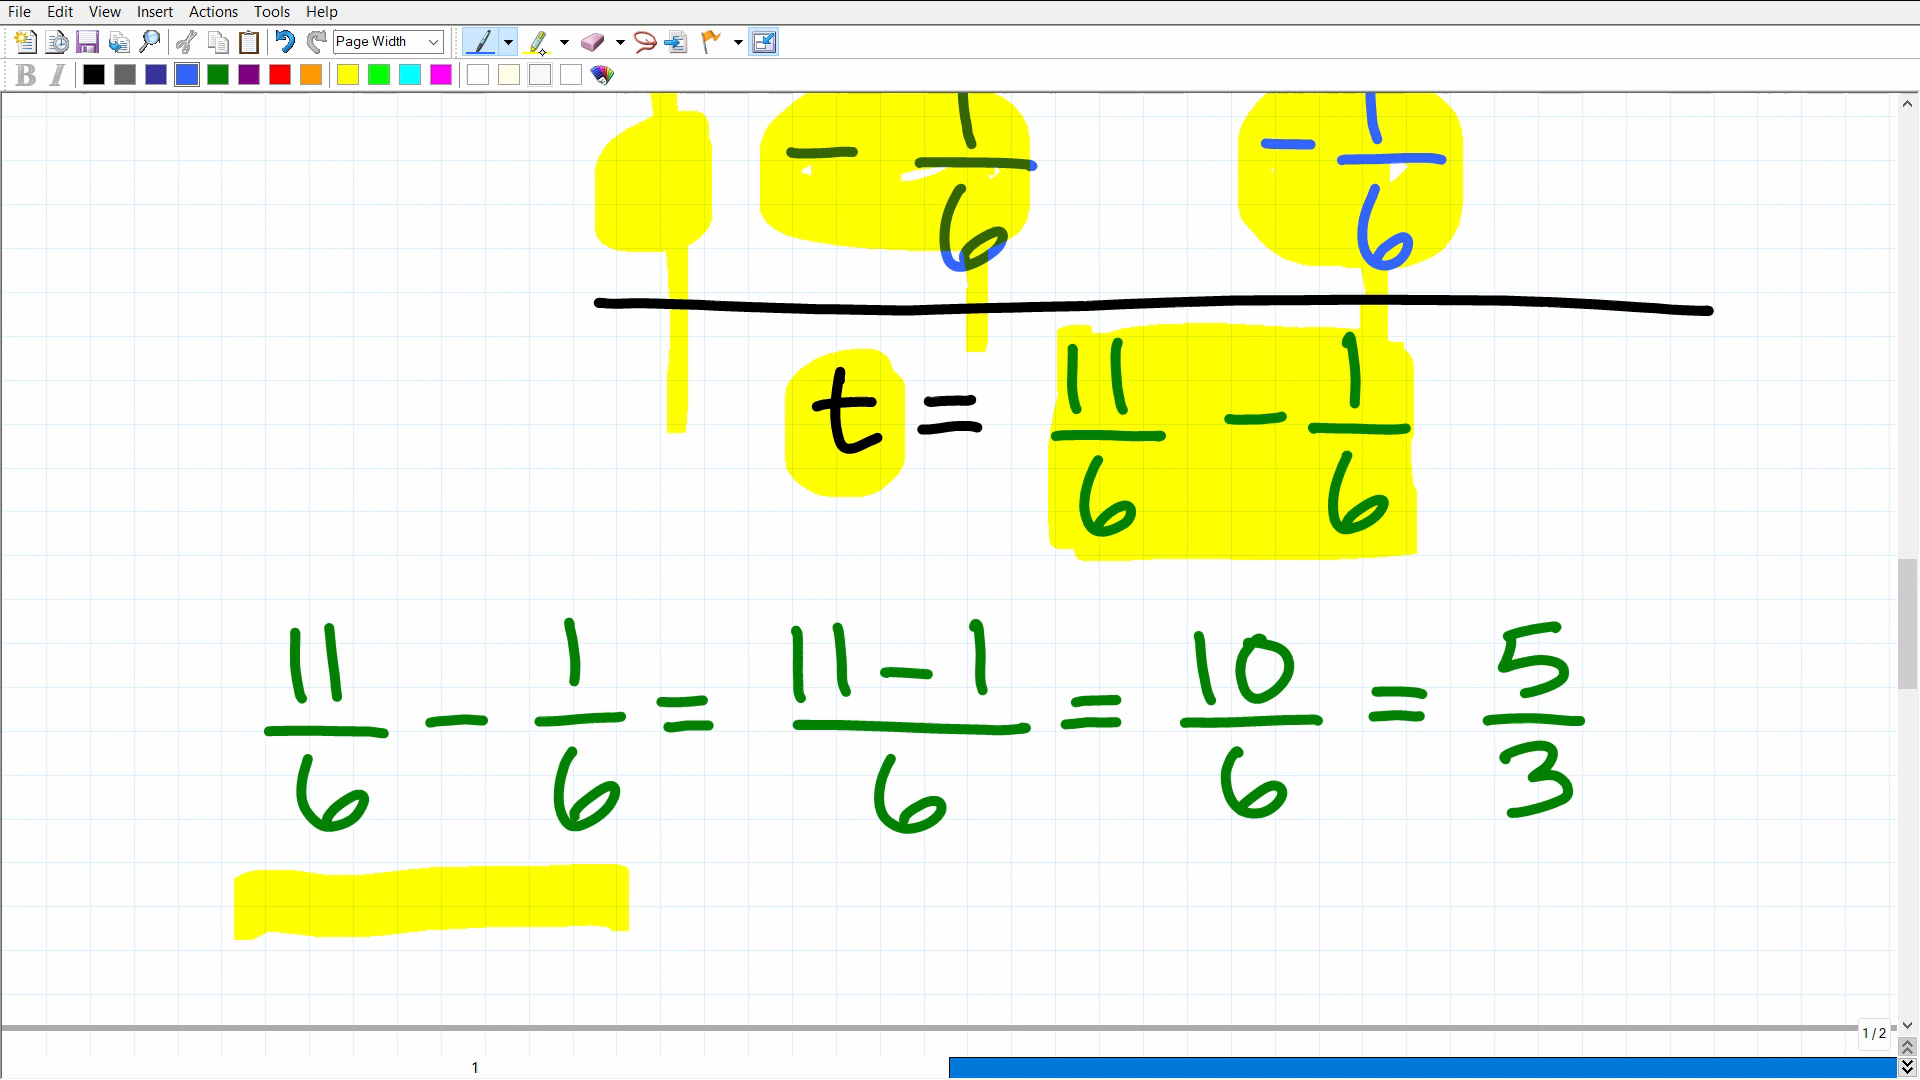 File Edit View Insert Actions Tools Help
Page Width
B I
- 1/6 - 1/6
t = 11/6 - 1/6
11/6 - 1/6 = 11-1/6 = 10/6 = 5/3
1/2
1